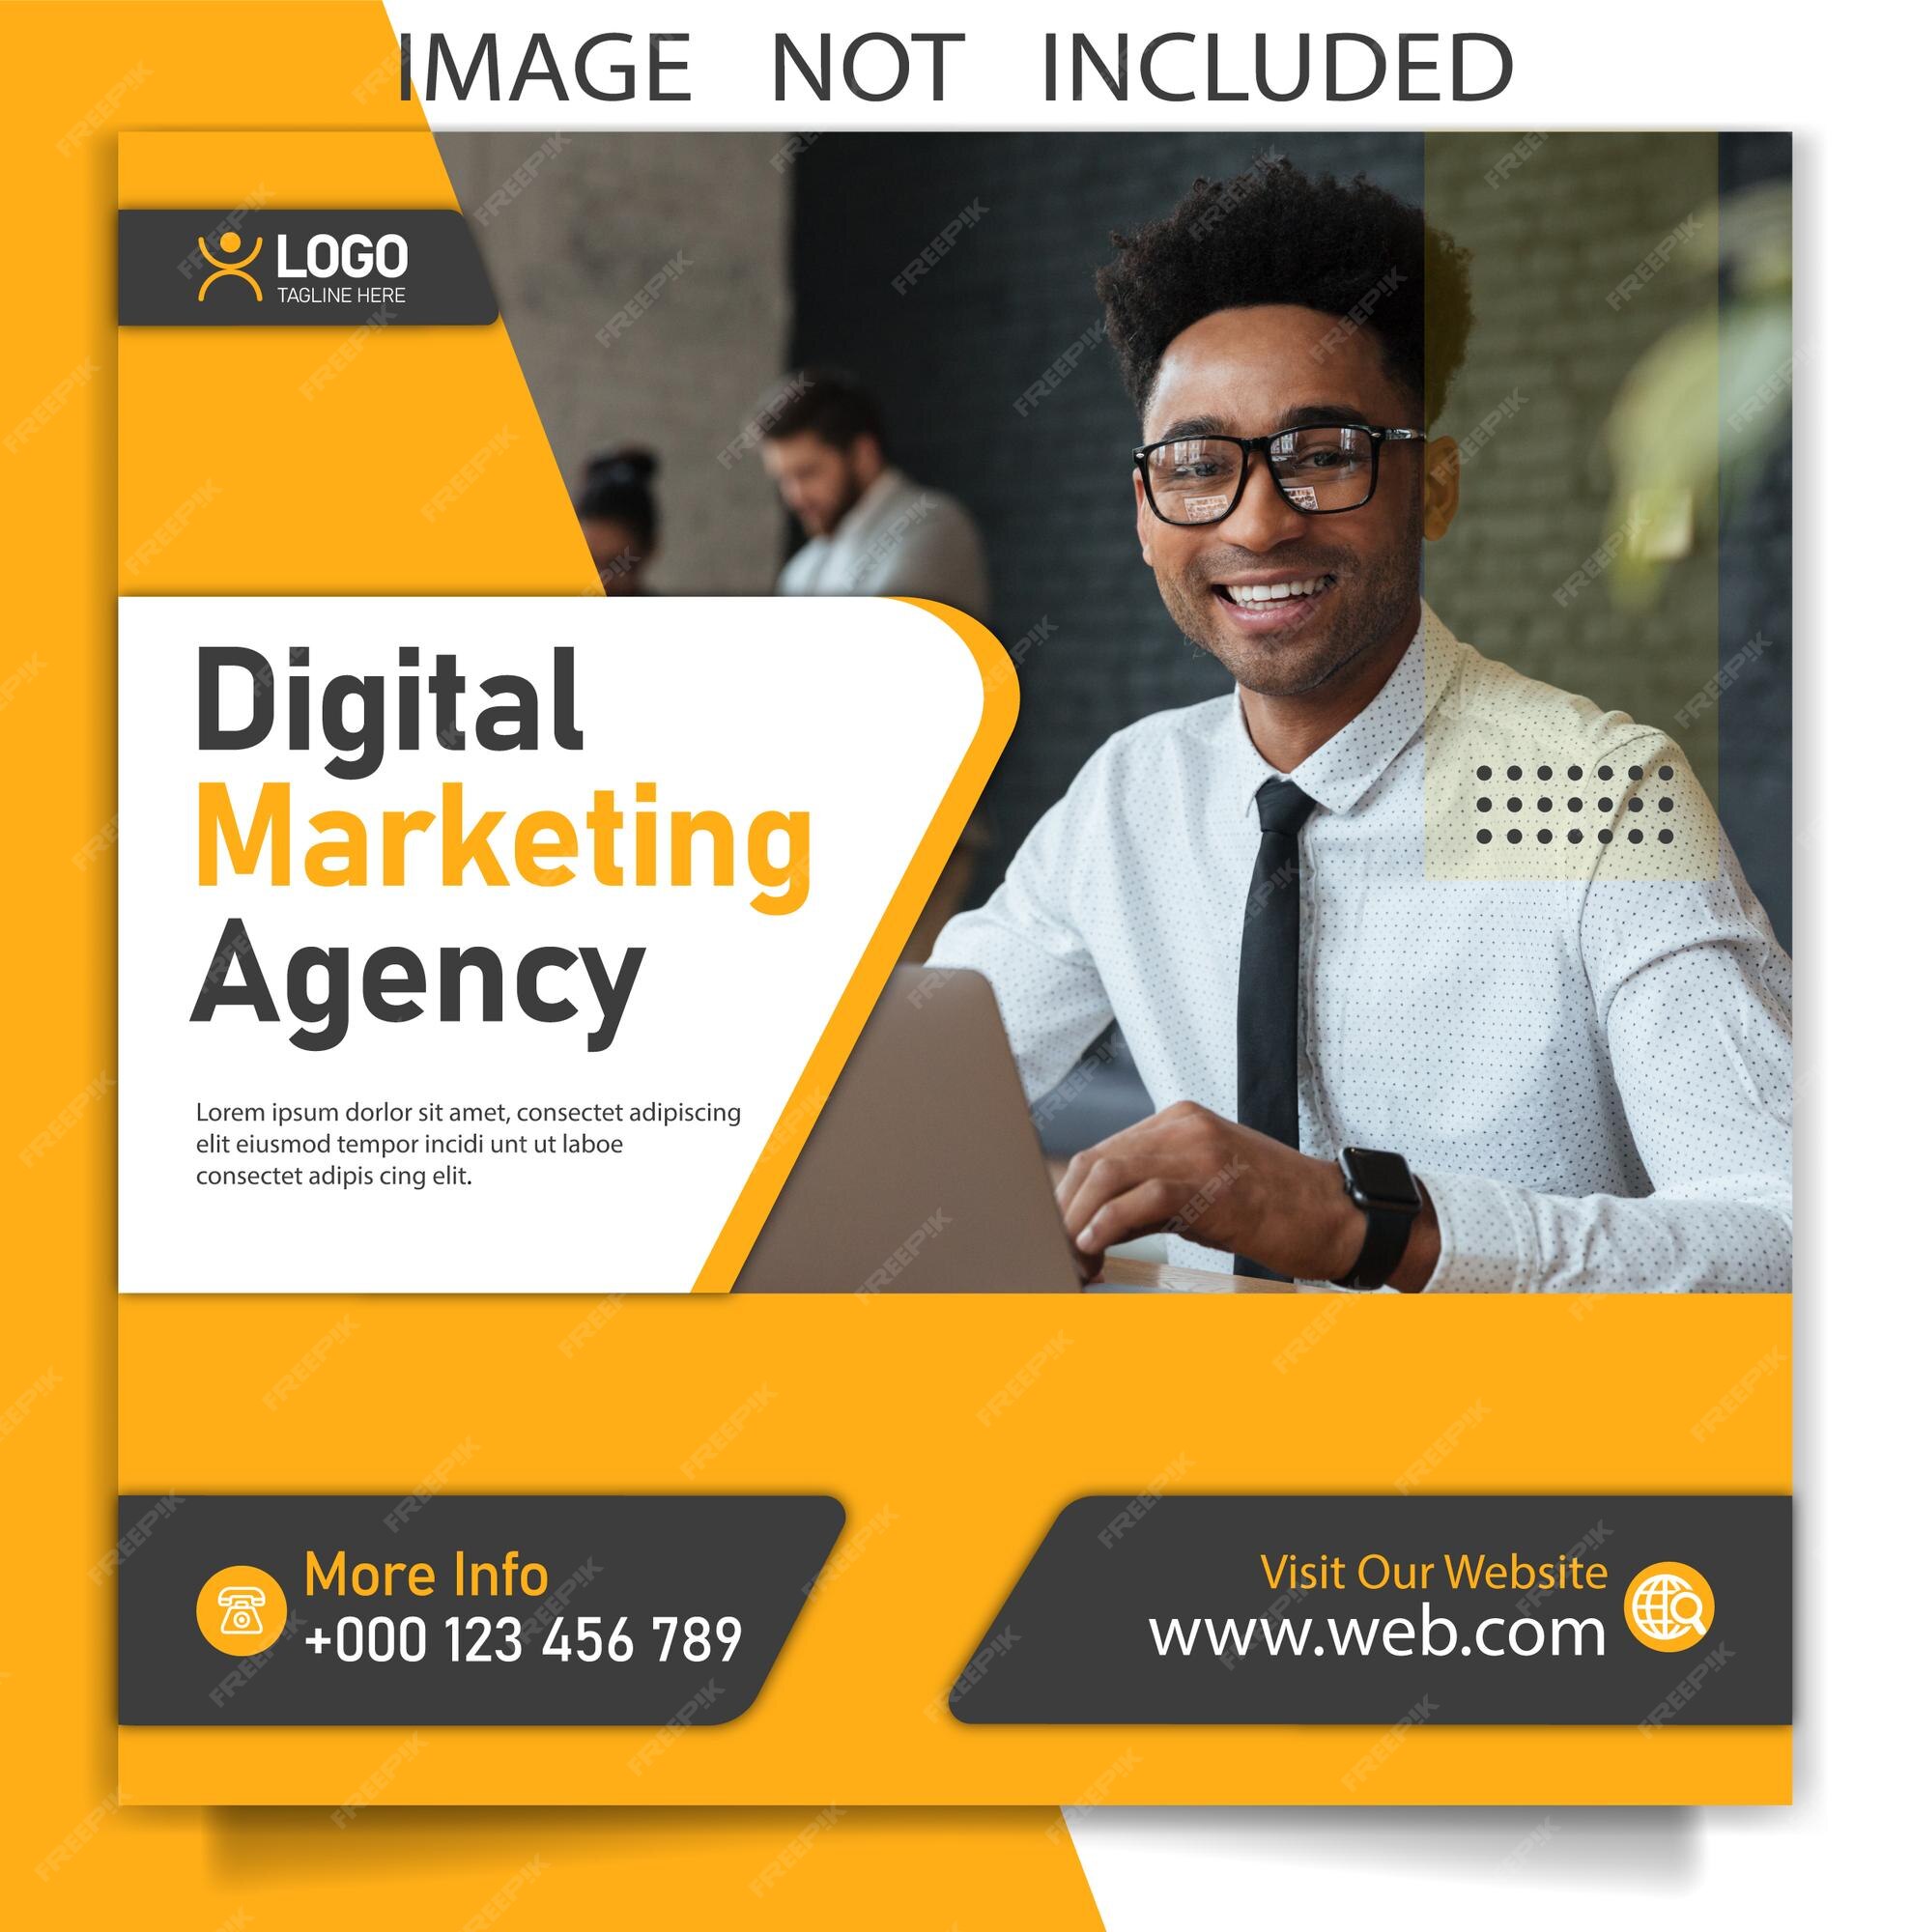 IMAGE NOT INCLUDED
LOGO
TAGLINE HERE
Digital
Marketing
Agency
Lorem ipsum dorlor sit amet, consectet adipiscing
elit eiusmod tempor incidi unt ut laboe
consectet adipis cing elit.
More Info
+000 123 456 789
Visit Our Website
www.web.com
FREEPIK